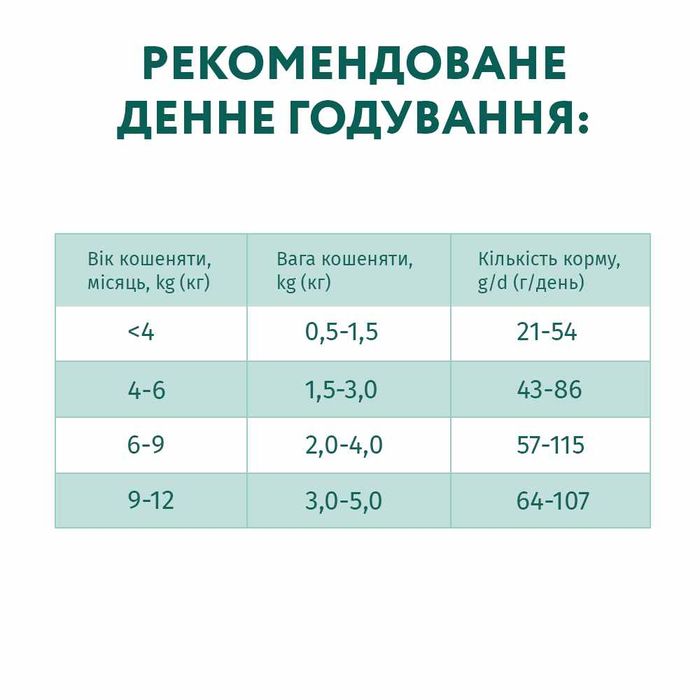 РЕКОМЕНДОВАНЕ
ДЕННЕ ГОДУВАННЯ:
Вік кошеняти, місяць, kg (кг)
Вага кошеняти, kg (кг)
Кількість корму, g/d (г/день)
<4 0,5-1,5 21-54
4-6 1,5-3,0 43-86
6-9 2,0-4,0 57-115
9-12 3,0-5,0 64-107